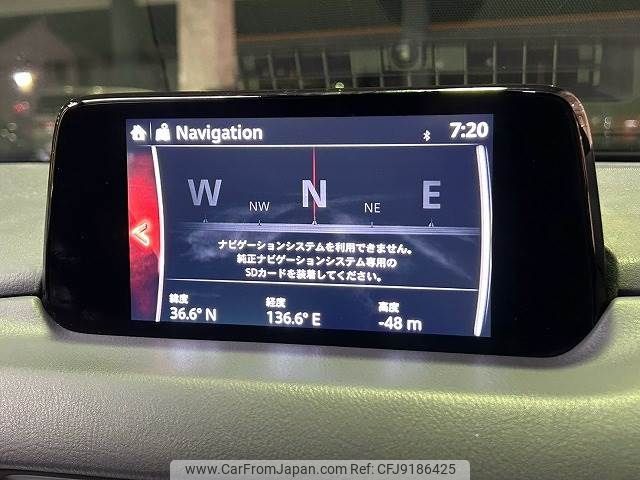 Navigation
7:20
W NW N NE E
ナビゲーションシステムを利用できません。
純正ナビゲーションシステム専用の
SDカードを装着してください。
緯度 経度 高度
36.6° N 136.6° E -48 m
www.CarFromJapan.com | Ref No: CFJ9186425